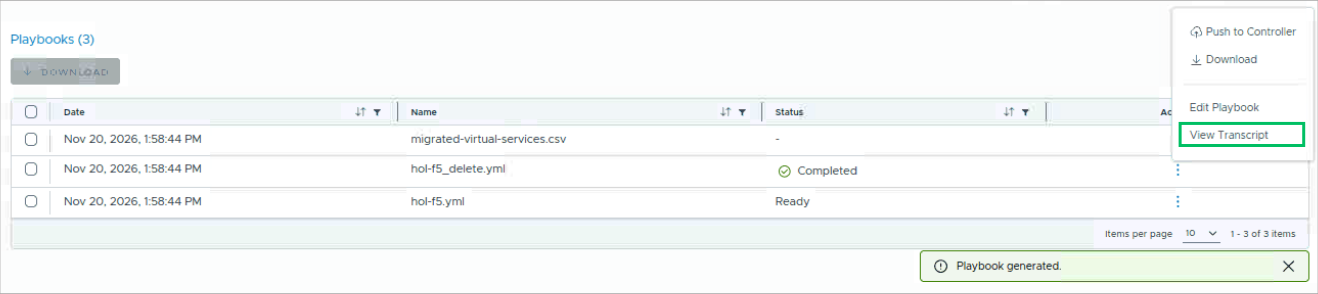 Push to Controller
Playbooks (3)
Download
DOWNLOAD
Edit Playbook
Date Name Status Ac
View Transcript
Nov 20, 2026, 1:58:44 PM migrated-virtual-services.csv -
Nov 20, 2026, 1:58:44 PM hol-f5_delete.yml Completed
Nov 20, 2026, 1:58:44 PM hol-f5.yml Ready
Items per page 10 1 - 3 of 3 items
Playbook generated.